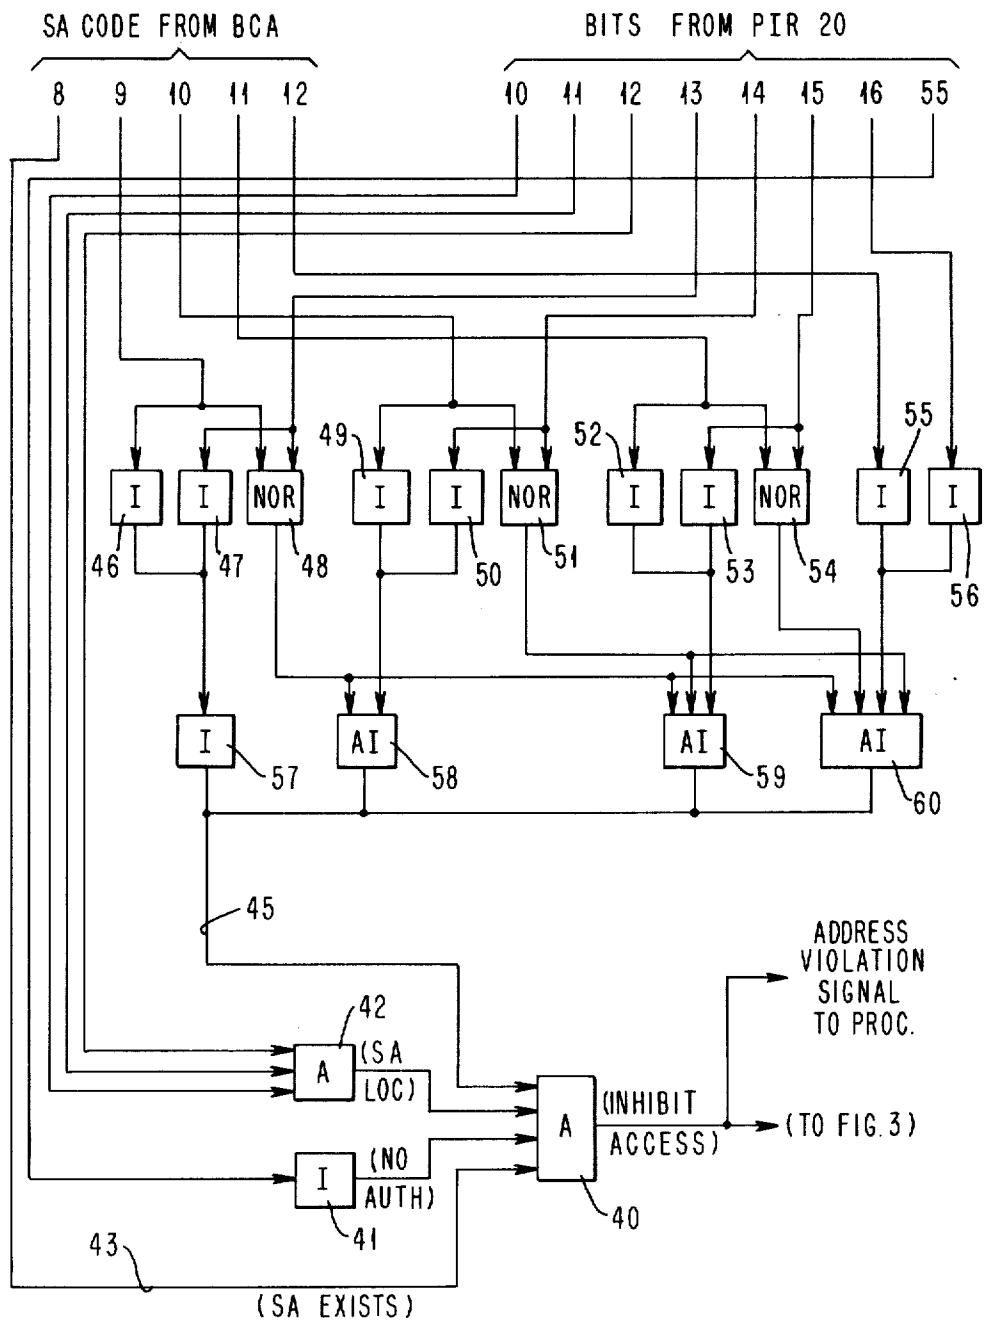 SA CODE FROM BCA
BITS FROM PIR 20
8 9 10 11 12 10 11 12 13 14 15 16 55
49 52 55
I I NOR I I NOR I I NOR I I
46 47 48 50 51 53 54 56
I AI AI AI
57 58 59 60
45
ADDRESS
VIOLATION
SIGNAL
TO PROC.
42
A
(SA
LOC)
A
(INHIBIT
ACCESS)
(TO FIG. 3)
40
I
(NO
AUTH)
41
43
(SA EXISTS)